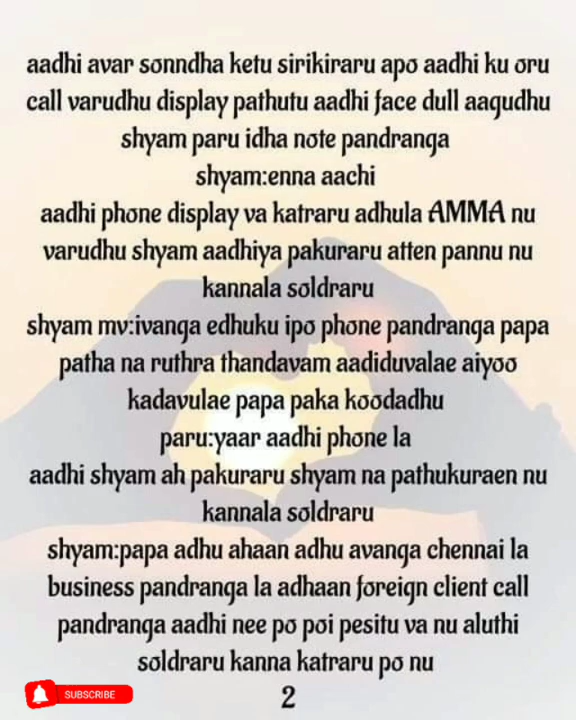 aadhi avar sonndha ketu sirikiraru apo aadhi ku oru
call varudhu display pathutu aadhi face dull aagudhu
shyam paru idha note pandranga
shyam:enna aachi
aadhi phone display va katraru adhula AMMA nu
varudhu shyam aadhiya pakuraru atten pannu nu
kannala soldraru
shyam mv:ivanga edhuku ipo phone pandranga papa
patha na ruthra thandavam aadiduvalae aiyoo
kadavulae papa paka koodadhu
paru:yaar aadhi phone la
aadhi shyam ah pakuraru shyam na pathukuraen nu
kannala soldraru
shyam:papa adhu ahaan adhu avanga chennai la
business pandranga la adhaan foreign client call
pandranga aadhi nee po poi pesitu va nu aluthi
soldraru kanna katraru po nu
SUBSCRIBE
2